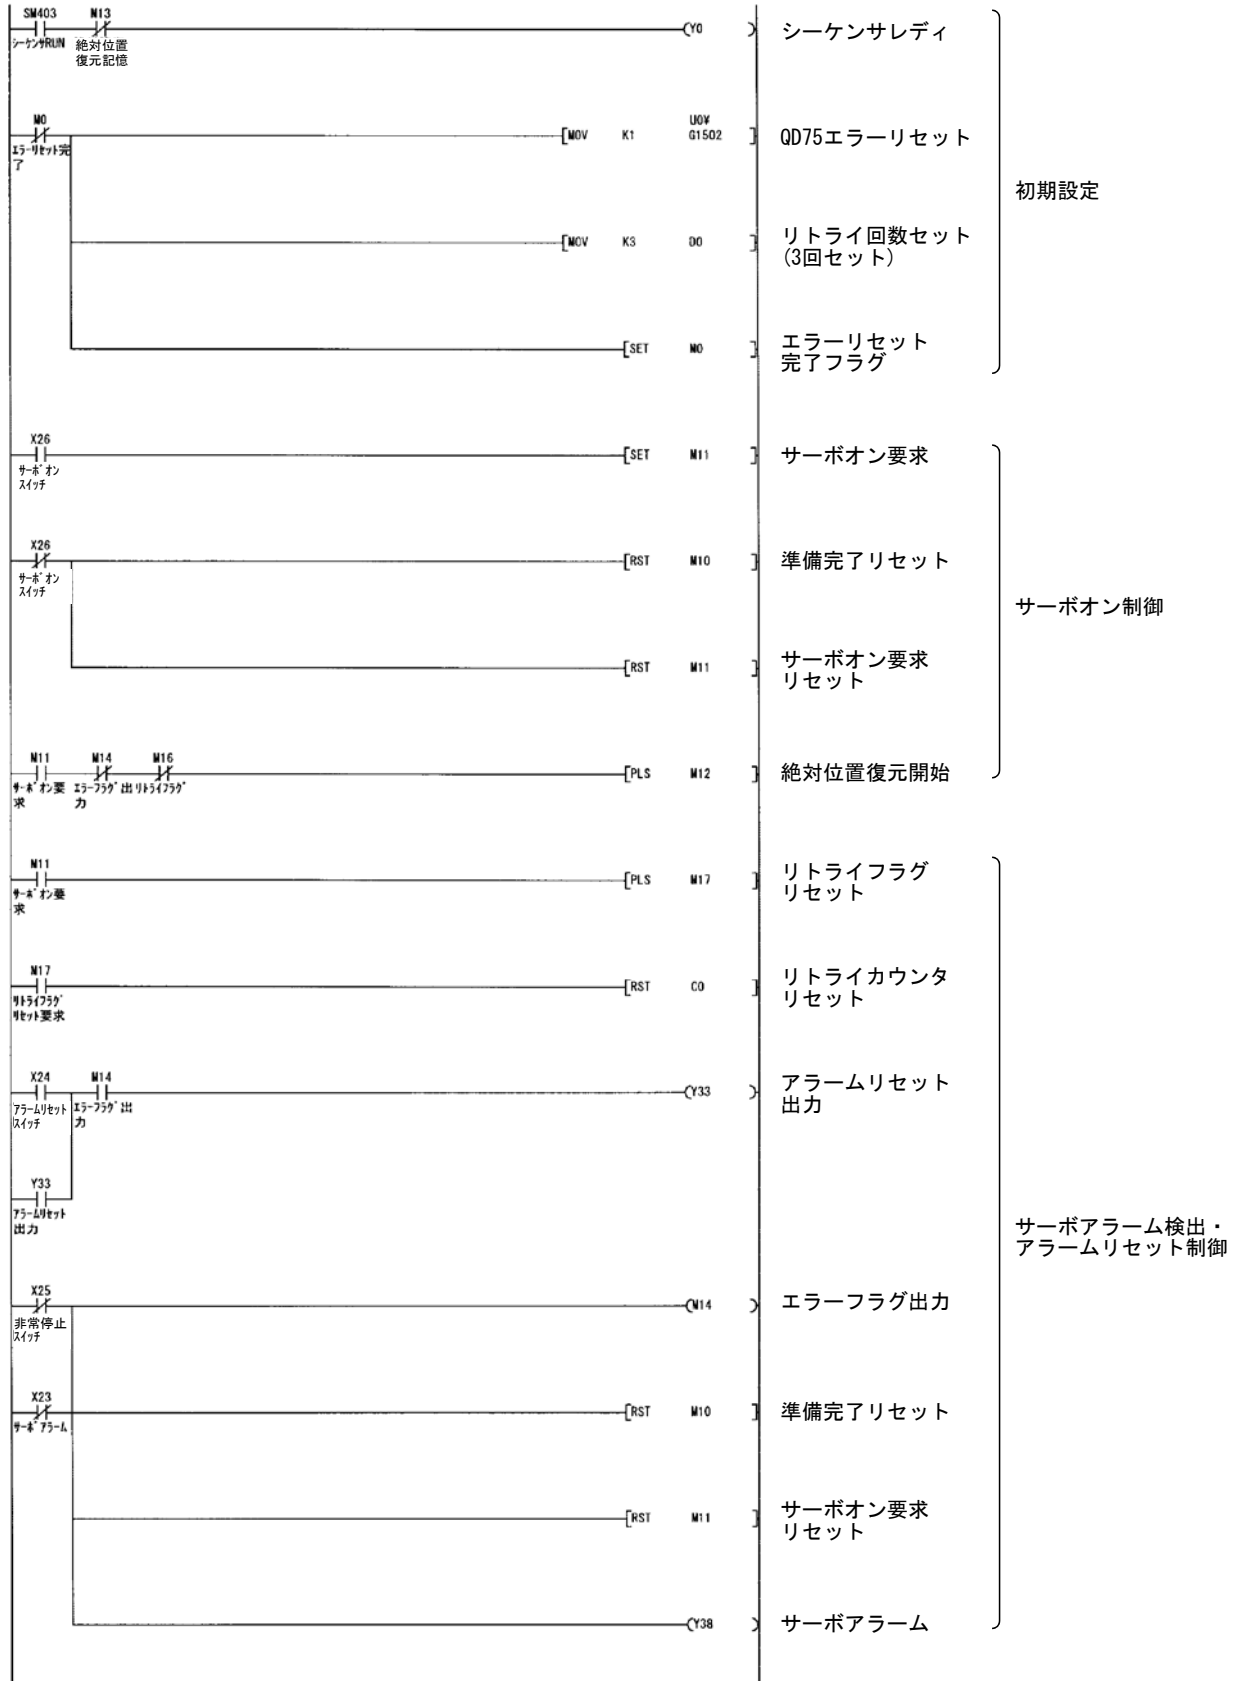 SM403 M13
シーケンサRUN 絶対位置
復元記憶
Y0 シーケンサレディ
M0
エラーリセット完
了
MOV K1 U0¥
G1502 QD75エラーリセット
初期設定
MOV K3 D0 リトライ回数セット
(3回セット)
SET M0 エラーリセット
完了フラグ
X26
サーボオン
スイッチ
SET M11 サーボオン要求
X26
サーボオン
スイッチ
RST M10 準備完了リセット
サーボオン制御
RST M11 サーボオン要求
リセット
M11 M14 M16
サーボオン要
求
エラーフラグ出
力
リトライフラグ
PLS M12 絶対位置復元開始
M11
サーボオン要
求
PLS M17 リトライフラグ
リセット
M17
リトライフラグ
リセット要求
RST C0 リトライカウンタ
リセット
X24 M14
アラームリセット
スイッチ
エラーフラグ出
力
Y33 アラームリセット
出力
Y33
アラームリセット
出力
サーボアラーム検出・
アラームリセット制御
X25
非常停止
スイッチ
M14 エラーフラグ出力
X23
サーボアラーム
RST M10 準備完了リセット
RST M11 サーボオン要求
リセット
Y38 サーボアラーム